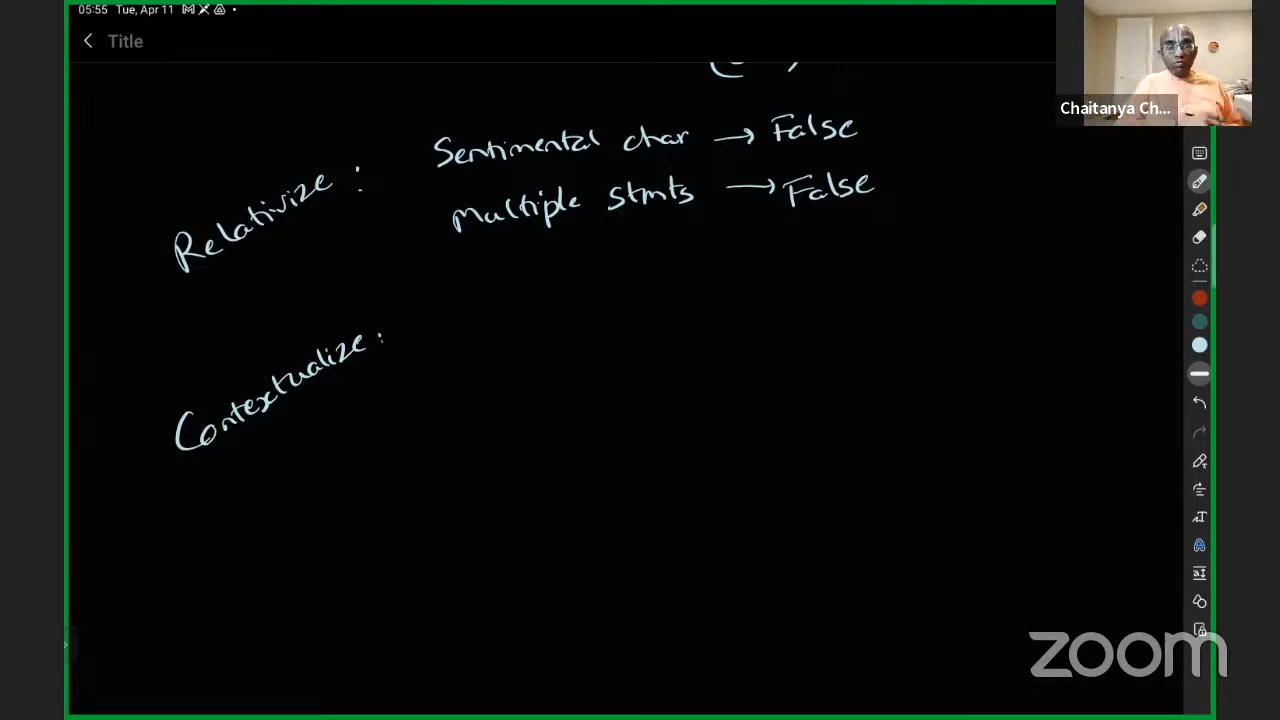 05:55 Tue, Apr 11
Title
Chaitanya Ch...
Sentimental char → False
Relativize :
Multiple stmts → False
Contextualize :
zoom